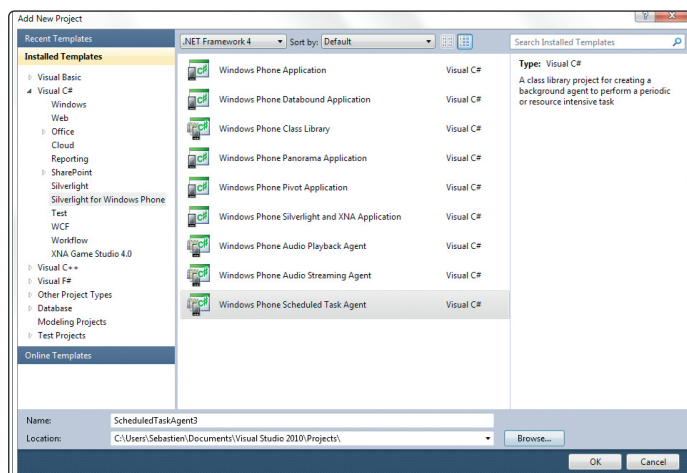 Add New Project
Recent Templates
Installed Templates
Visual Basic
Visual C#
Windows
Web
Office
Cloud
Reporting
SharePoint
Silverlight
Silverlight for Windows Phone
Test
WCF
Workflow
XNA Game Studio 4.0
Visual C++
Visual F#
Other Project Types
Database
Modeling Projects
Test Projects
Online Templates
.NET Framework 4 Sort by: Default
Windows Phone Application Visual C#
Windows Phone Databound Application Visual C#
Windows Phone Class Library Visual C#
Windows Phone Panorama Application Visual C#
Windows Phone Pivot Application Visual C#
Windows Phone Silverlight and XNA Application Visual C#
Windows Phone Audio Playback Agent Visual C#
Windows Phone Audio Streaming Agent Visual C#
Windows Phone Scheduled Task Agent Visual C#
Search Installed Templates
Type: Visual C#
A class library project for creating a
background agent to perform a periodic
or resource intensive task
Name: ScheduledTaskAgent3
Location: C:\Users\Sebastien\Documents\Visual Studio 2010\Projects\ Browse...
OK Cancel